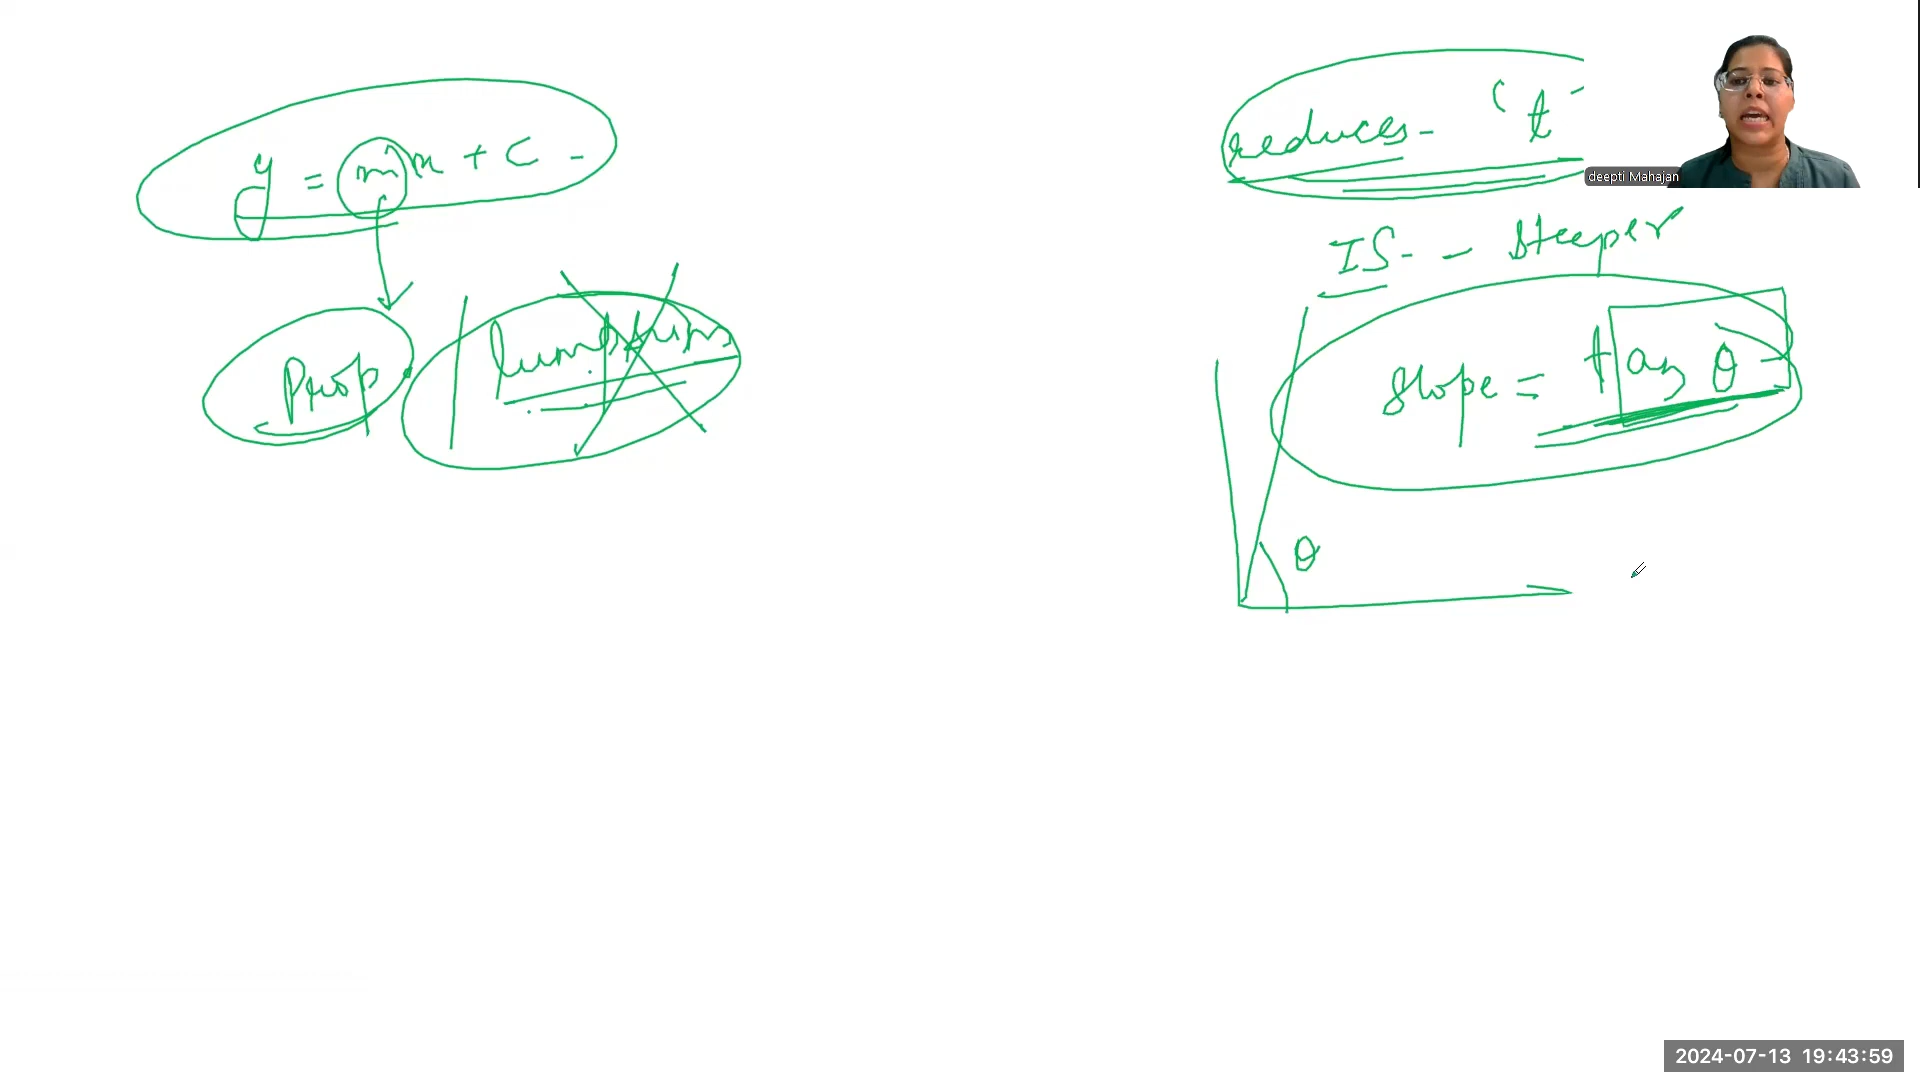 y = mx + c -
Prop
lumpsum
reduces - 't -
deepti Mahajan
IS - - Steeper
slope = tan θ
θ
2024-07-13 19:43:59